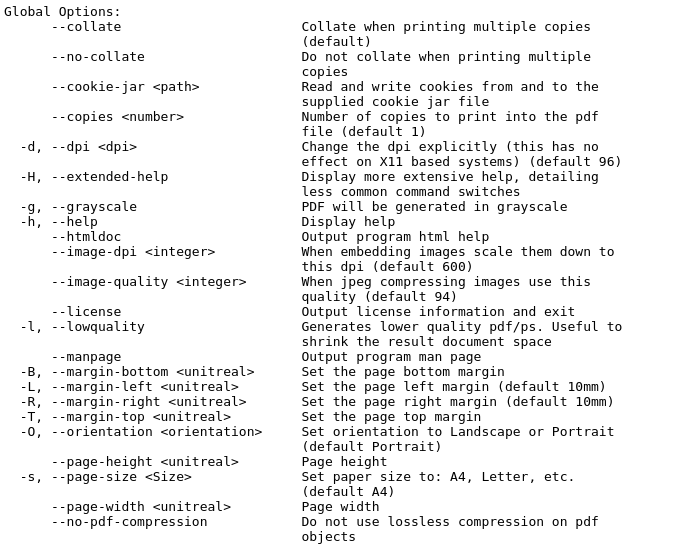 Global Options:
      --collate                       Collate when printing multiple copies
                                      (default)
      --no-collate                    Do not collate when printing multiple
                                      copies
      --cookie-jar <path>             Read and write cookies from and to the
                                      supplied cookie jar file
      --copies <number>               Number of copies to print into the pdf
                                      file (default 1)
  -d, --dpi <dpi>                     Change the dpi explicitly (this has no
                                      effect on X11 based systems) (default 96)
  -H, --extended-help                 Display more extensive help, detailing
                                      less common command switches
  -g, --grayscale                     PDF will be generated in grayscale
  -h, --help                          Display help
      --htmldoc                       Output program html help
      --image-dpi <integer>           When embedding images scale them down to
                                      this dpi (default 600)
      --image-quality <integer>       When jpeg compressing images use this
                                      quality (default 94)
      --license                       Output license information and exit
  -l, --lowquality                    Generates lower quality pdf/ps. Useful to
                                      shrink the result document space
      --manpage                       Output program man page
  -B, --margin-bottom <unitreal>      Set the page bottom margin
  -L, --margin-left <unitreal>        Set the page left margin (default 10mm)
  -R, --margin-right <unitreal>       Set the page right margin (default 10mm)
  -T, --margin-top <unitreal>         Set the page top margin
  -O, --orientation <orientation>     Set orientation to Landscape or Portrait
                                      (default Portrait)
      --page-height <unitreal>        Page height
  -s, --page-size <Size>              Set paper size to: A4, Letter, etc.
                                      (default A4)
      --page-width <unitreal>         Page width
      --no-pdf-compression            Do not use lossless compression on pdf
                                      objects